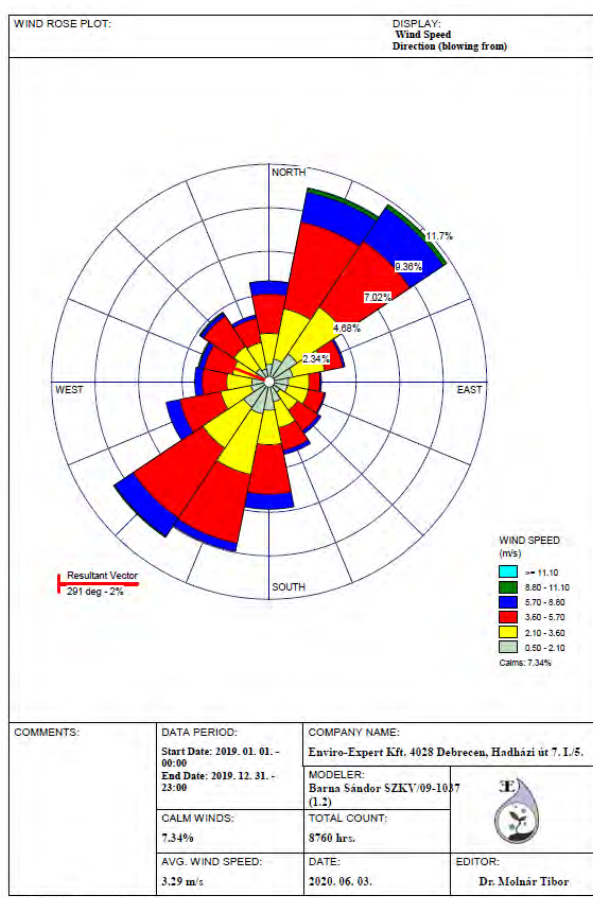 WIND ROSE PLOT:
DISPLAY:
Wind Speed
Direction (blowing from)
NORTH
11.7%
9.36%
7.02%
4.68%
2.34%
WEST
EAST
SOUTH
Resultant Vector
291 deg - 2%
WIND SPEED
(m/s)
>= 11.10
8.80 - 11.10
5.70 - 8.80
3.60 - 5.70
2.10 - 3.60
0.50 - 2.10
Calms: 7.34%
COMMENTS:
DATA PERIOD:
Start Date: 2019. 01. 01. -
00:00
End Date: 2019. 12. 31. -
23:00
COMPANY NAME:
Enviro-Expert Kft. 4028 Debrecen, Hadházi út 7. I./5.
MODELER:
Barna Sándor SZKV/09-1037
(1.2)
CALM WINDS:
7.34%
TOTAL COUNT:
8760 hrs.
AVG. WIND SPEED:
3.29 m/s
DATE:
2020. 06. 03.
EDITOR:
Dr. Molnár Tibor